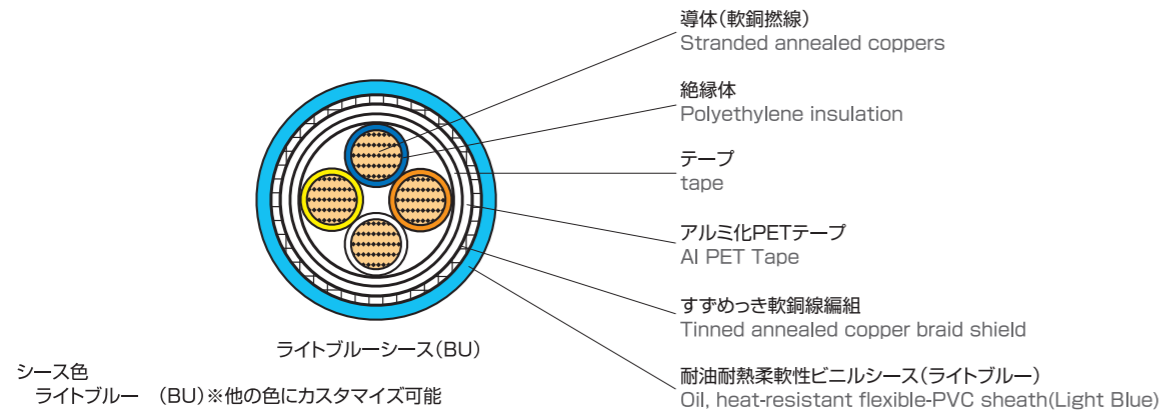 導体(軟銅撚線)
Stranded annealed coppers
絶縁体
Polyethylene insulation
テープ
tape
アルミ化PETテープ
Al PET Tape
すずめっき軟銅線編組
Tinned annealed copper braid shield
耐油耐熱柔軟性ビニルシース(ライトブルー)
Oil, heat-resistant flexible-PVC sheath(Light Blue)
ライトブルーシース(BU)
シース色
ライトブルー (BU)※他の色にカスタマイズ可能